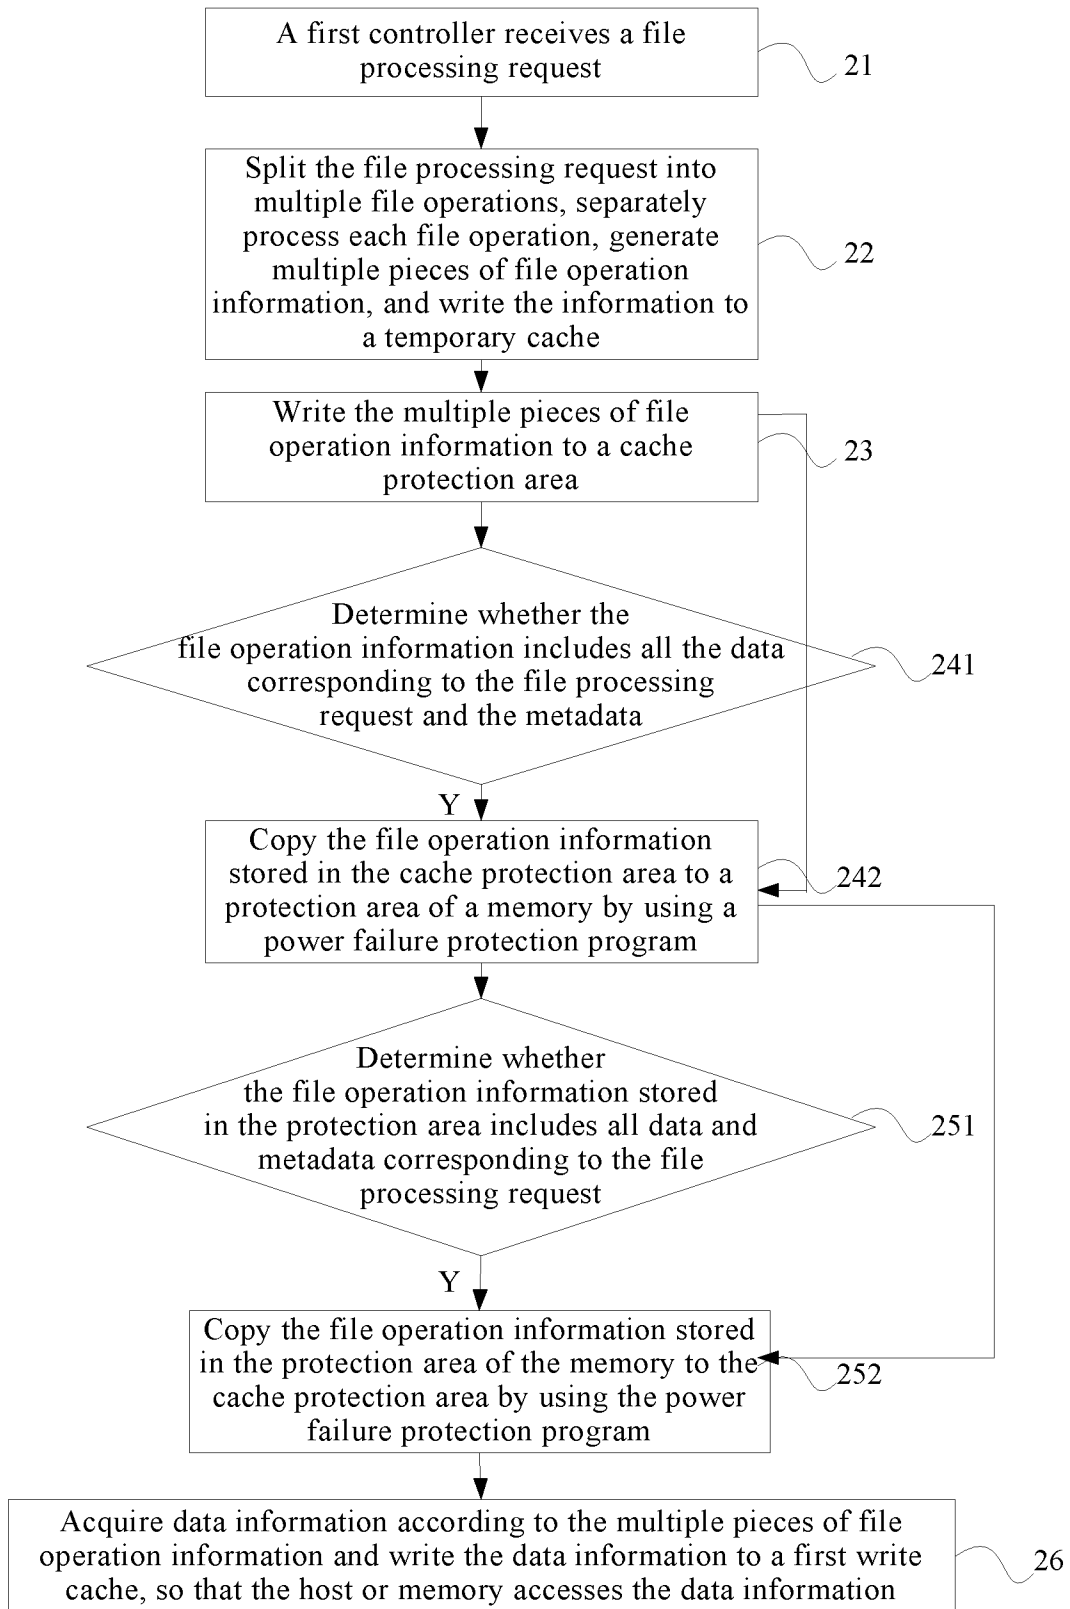 A first controller receives a file
processing request
21
Split the file processing request into
multiple file operations, separately
process each file operation, generate
multiple pieces of file operation
information, and write the information to
a temporary cache
22
Write the multiple pieces of file
operation information to a cache
protection area
23
Determine whether the
file operation information includes all the data
corresponding to the file processing
request and the metadata
241
Y
Copy the file operation information
stored in the cache protection area to a
protection area of a memory by using a
power failure protection program
242
Determine whether
the file operation information stored
in the protection area includes all data and
metadata corresponding to the file
processing request
251
Y
Copy the file operation information stored
in the protection area of the memory to the
cache protection area by using the power
failure protection program
252
Acquire data information according to the multiple pieces of file
operation information and write the data information to a first write
cache, so that the host or memory accesses the data information
26